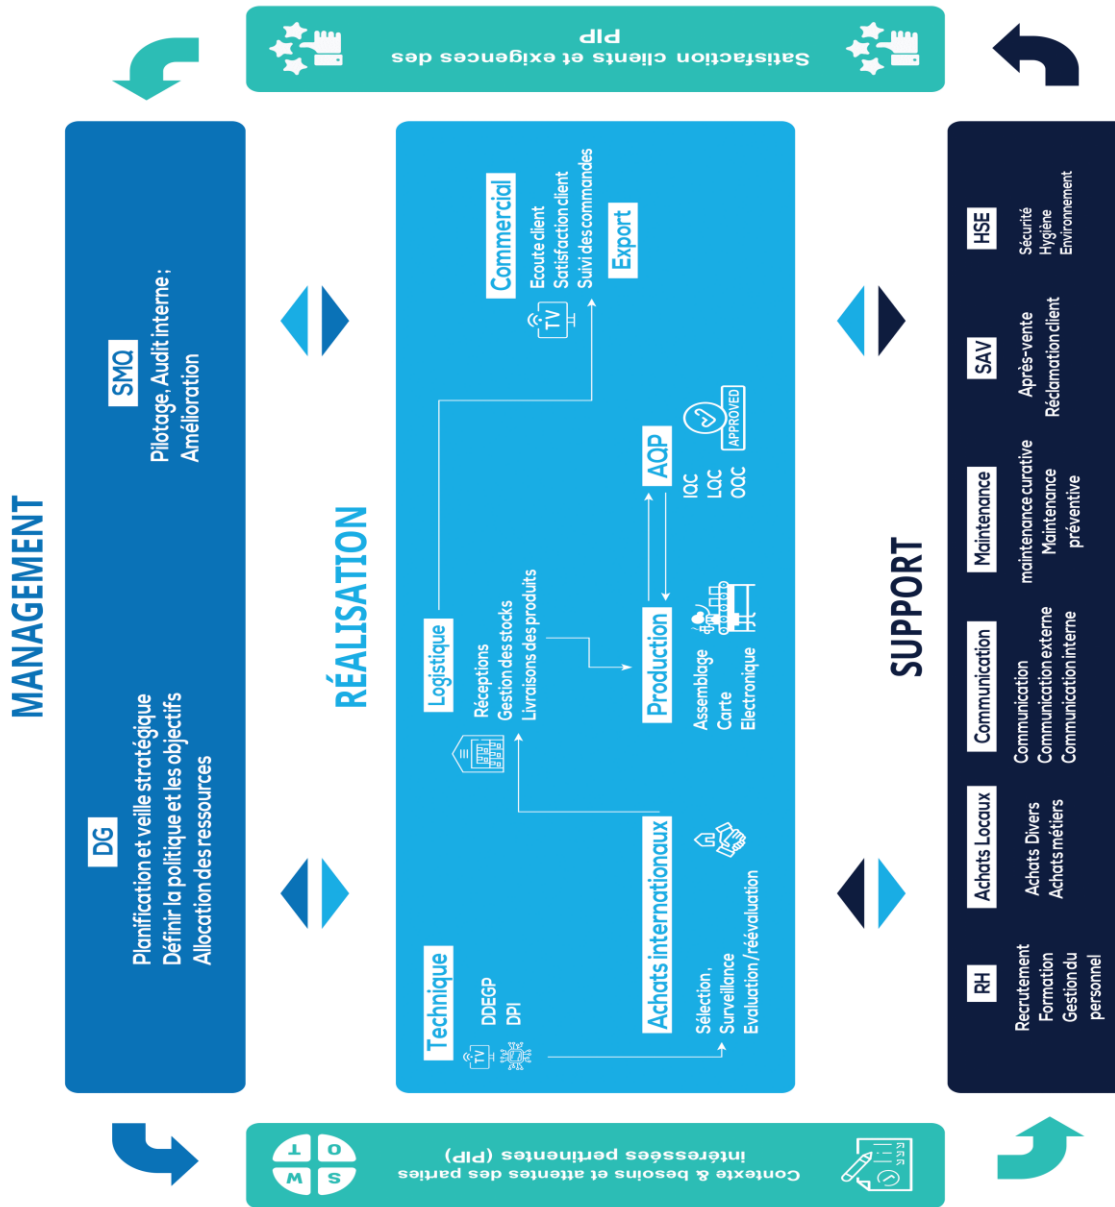 MANAGEMENT
DG
Planification et veille stratégique
Définir la politique et les objectifs
Allocation des ressources
SMQ
Pilotage, Audit interne ;
Amélioration
RÉALISATION
Technique
TV
DDEGP
DPI
Achats internationaux
Sélection ,
Surveillance
Evaluation / réévaluation
Logistique
Réceptions
Gestion des stocks
Livraisons des produits
Production
Assemblage
Carte
Electronique
AQP
IQC
LQC
OQC
APPROVED
Commercial
TV
Ecoute client
Satisfaction client
Suivi des commandes
Export
SUPPORT
RH
Recrutement
Formation
Gestion du
personnel
Achats Locaux
Achats Divers
Achats métiers
Communication
Communication
Communication externe
Communication interne
Maintenance
maintenance curative
Maintenance
préventive
SAV
Après-vente
Réclamation client
HSE
Sécurité
Hygiène
Environnement
Contexte & besoins et attentes des parties
intéressées pertinentes (PIP)
S W
O T
Satisfaction clients et exigences des
PIP